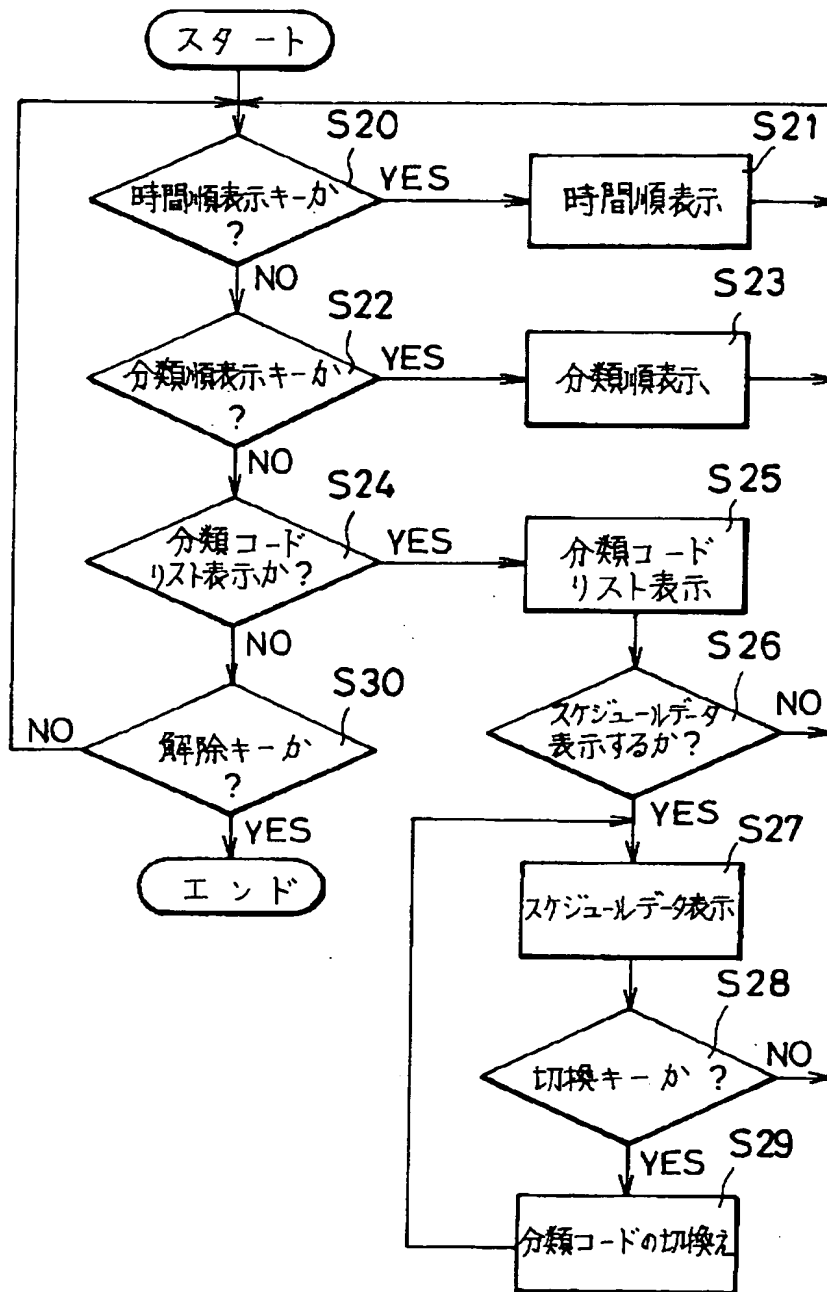 スタート
S20
時間順表示キーか
?
YES
S21
時間順表示
NO
S22
分類順表示キーか
?
YES
S23
分類順表示
NO
S24
分類コード
リスト表示か?
YES
S25
分類コード
リスト表示
NO
S26
スケジュールデータ
表示するか?
NO
YES
S30
解除キーか
?
NO
YES
エンド
S27
スケジュールデータ表示
S28
切換キーか?
NO
YES
S29
分類コードの切換え